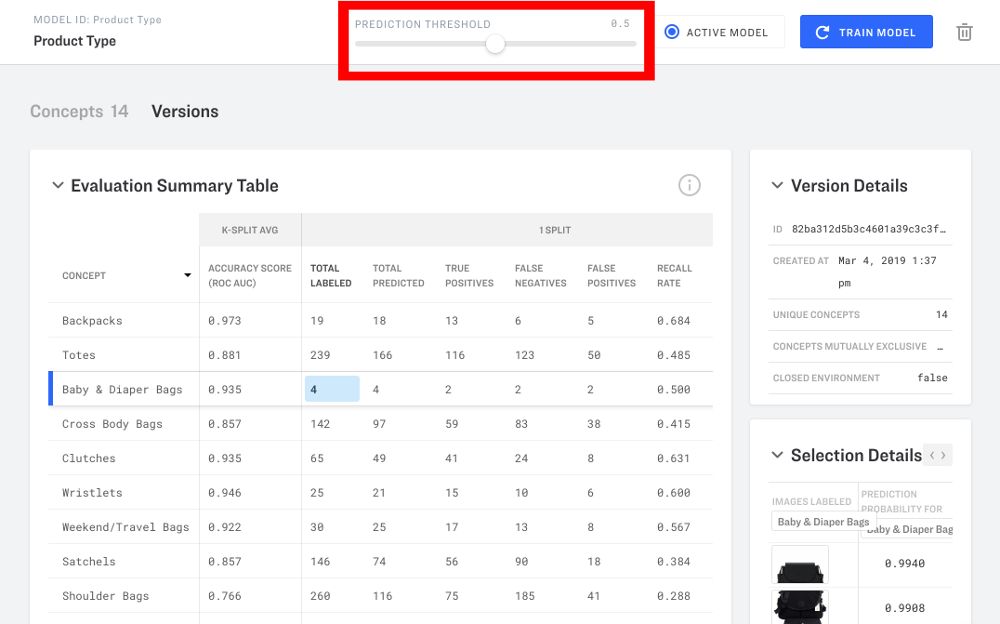 MODEL ID: Product Type
Product Type
PREDICTION THRESHOLD 0.5
ACTIVE MODEL
TRAIN MODEL
Concepts 14 Versions
Evaluation Summary Table
K-SPLIT AVG 1 SPLIT
CONCEPT ACCURACY SCORE (ROC AUC) TOTAL LABELED TOTAL PREDICTED TRUE POSITIVES FALSE NEGATIVES FALSE POSITIVES RECALL RATE
Backpacks 0.973 19 18 13 6 5 0.684
Totes 0.881 239 166 116 123 50 0.485
Baby & Diaper Bags 0.935 4 4 2 2 2 0.500
Cross Body Bags 0.857 142 97 59 83 38 0.415
Clutches 0.935 65 49 41 24 8 0.631
Wristlets 0.946 25 21 15 10 6 0.600
Weekend/Travel Bags 0.922 30 25 17 13 8 0.567
Satchels 0.857 146 74 56 90 18 0.384
Shoulder Bags 0.766 260 116 75 185 41 0.288
Version Details
ID 82ba312d5b3c4601a39c3c3f…
CREATED AT Mar 4, 2019 1:37
pm
UNIQUE CONCEPTS 14
CONCEPTS MUTUALLY EXCLUSIVE …
CLOSED ENVIRONMENT false
Selection Details < >
IMAGES LABELED
Baby & Diaper Bags
PREDICTION
PROBABILITY FOR
Baby & Diaper Bag
0.9940
0.9908